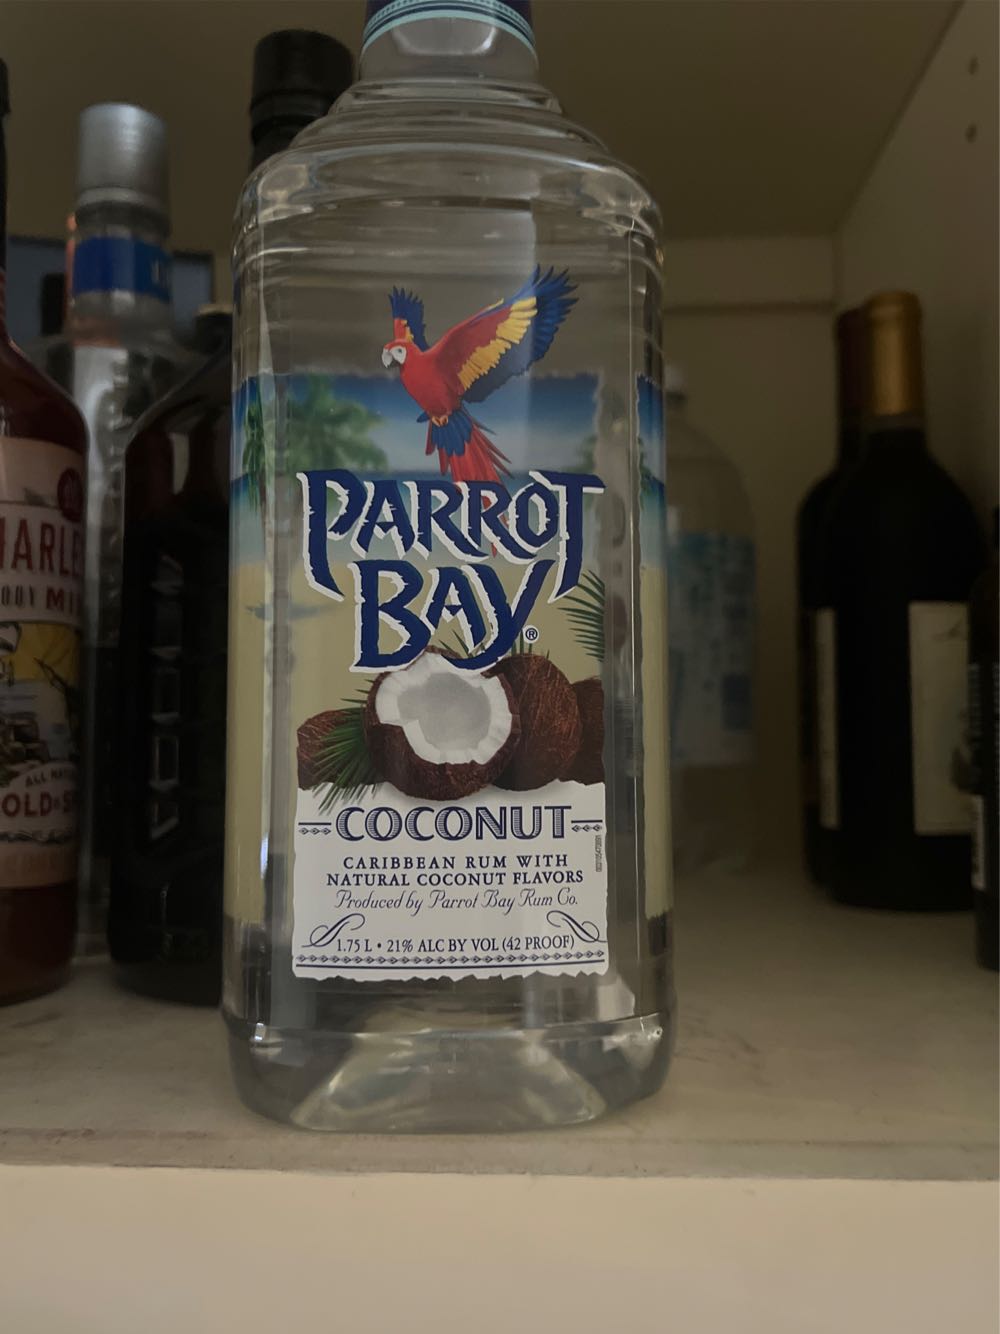 PARROT
BAY®
COCONUT
CARIBBEAN RUM WITH
NATURAL COCONUT FLAVORS
Produced by Parrot Bay Rum Co.
1.75 L • 21% ALC BY VOL (42 PROOF)